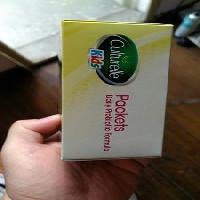 Culturelle
KIDS
Packets
Daily Probiotic Formula